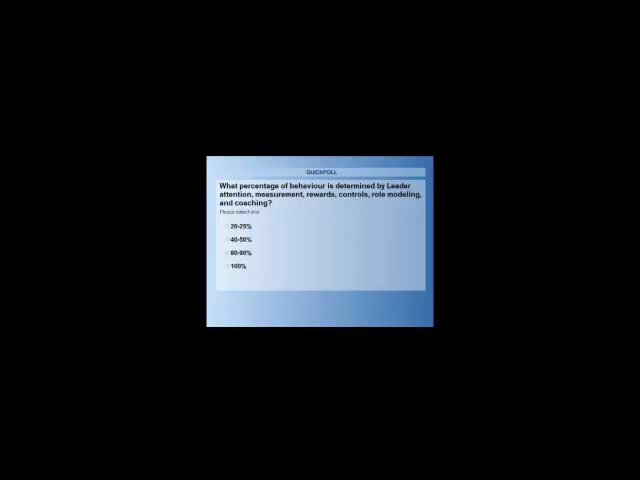 QUICKPOLL
What percentage of behaviour is determined by Leader
attention, measurement, rewards, controls, role modeling,
and coaching?
Please select one:
20-25%
40-50%
80-90%
100%